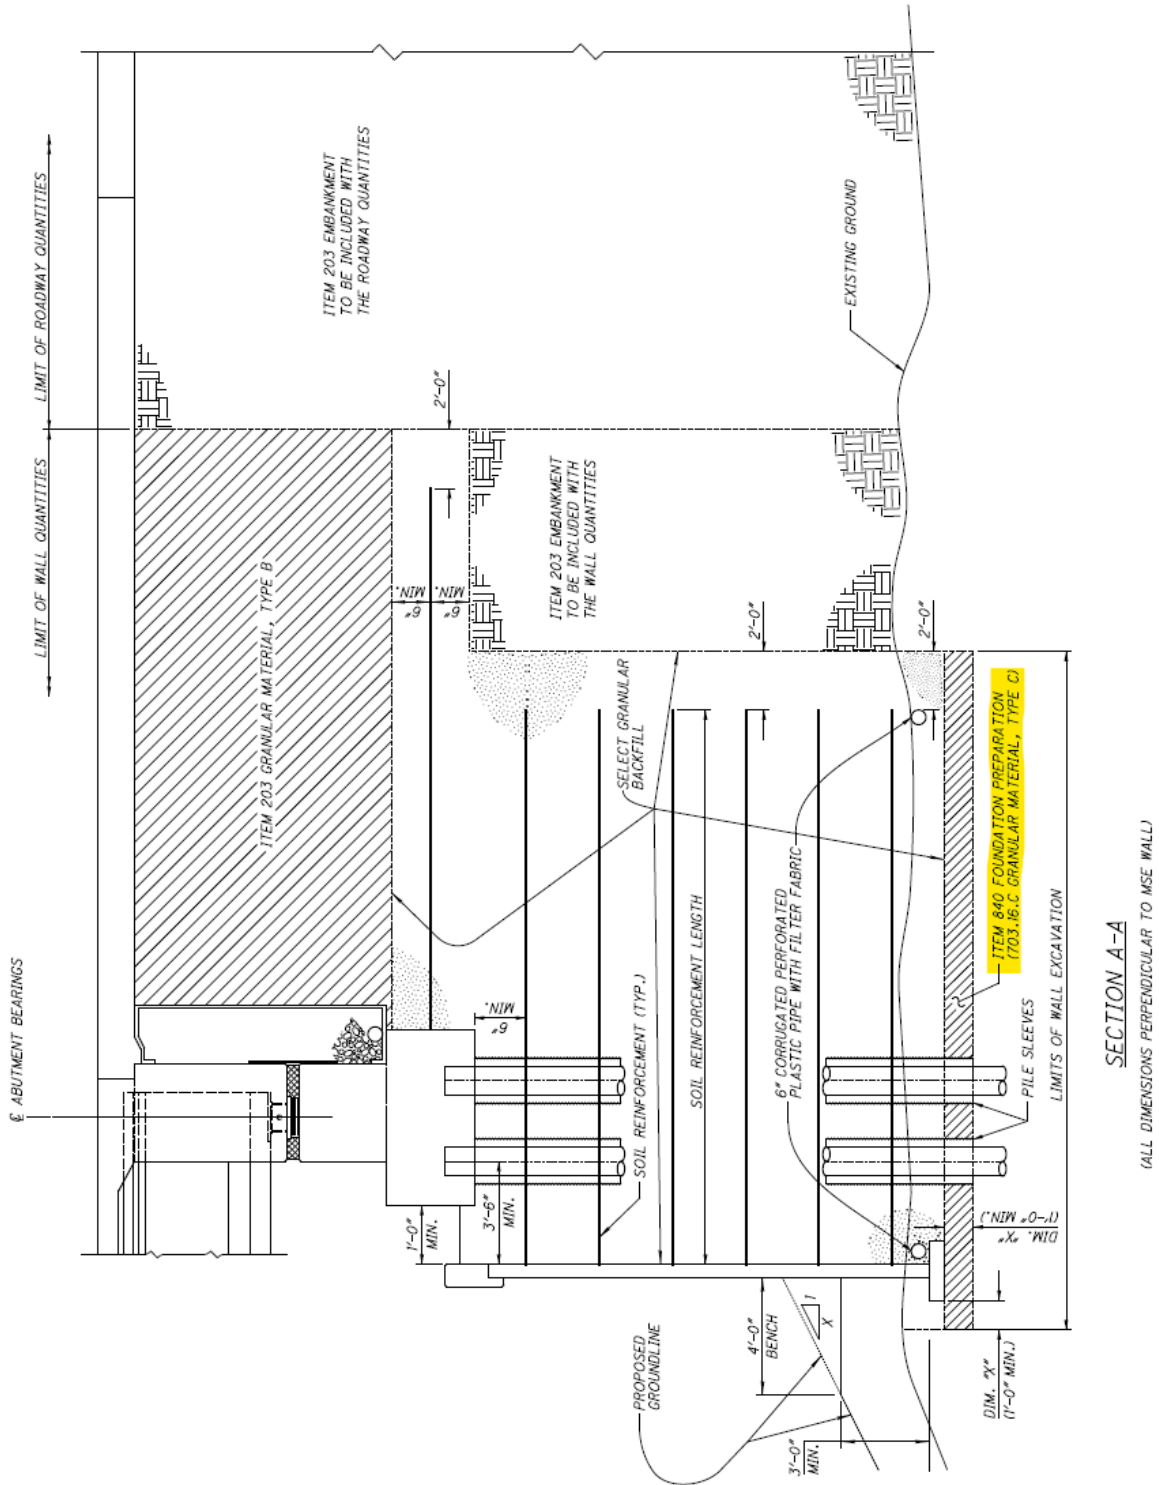 ℄ ABUTMENT BEARINGS
LIMIT OF WALL QUANTITIES
LIMIT OF ROADWAY QUANTITIES
ITEM 203 GRANULAR MATERIAL, TYPE B
ITEM 203 EMBANKMENT
TO BE INCLUDED WITH
THE ROADWAY QUANTITIES
1'-0"
MIN.
3'-6"
MIN.
6"
MIN.
6"
MIN.
6"
MIN.
2'-0"
ITEM 203 EMBANKMENT
TO BE INCLUDED WITH
THE WALL QUANTITIES
SOIL REINFORCEMENT (TYP.)
SELECT GRANULAR
BACKFILL
SOIL REINFORCEMENT LENGTH
2'-0"
EXISTING GROUND
PROPOSED
GROUNDLINE
4'-0"
BENCH
1
X
6" CORRUGATED PERFORATED
PLASTIC PIPE WITH FILTER FABRIC
3'-0"
MIN.
2'-0"
DIM. "X"
(1'-0" MIN.)
DIM. "X"
(1'-0" MIN.)
PILE SLEEVES
ITEM 840 FOUNDATION PREPARATION
(703.16.C GRANULAR MATERIAL, TYPE C)
LIMITS OF WALL EXCAVATION
SECTION A-A
(ALL DIMENSIONS PERPENDICULAR TO MSE WALL)